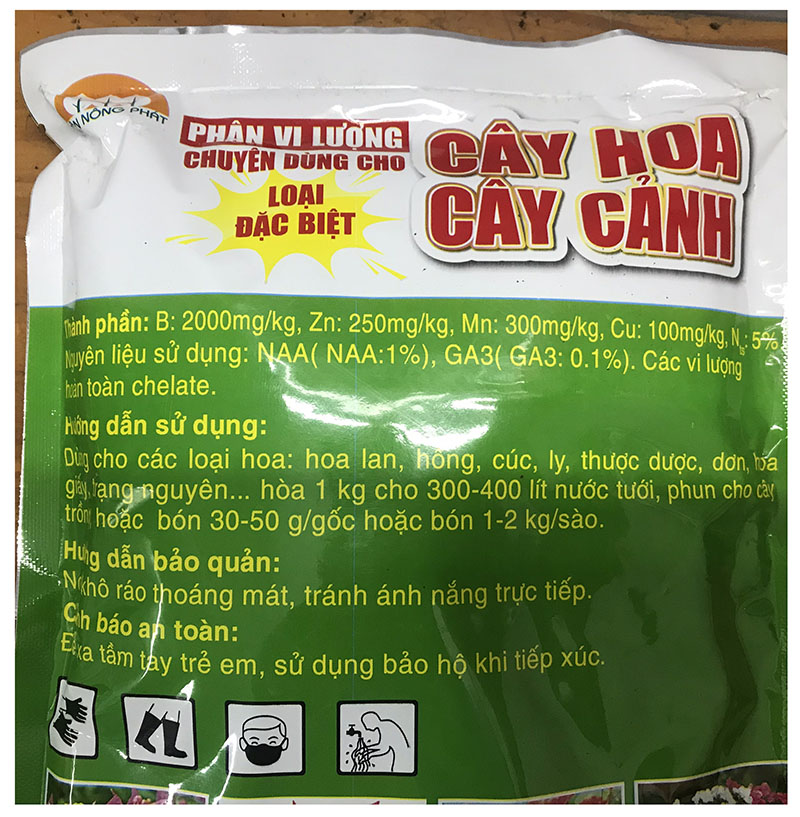 NÔNG PHÁT
PHÂN VI LƯỢNG
CHUYÊN DÙNG CHO
LOẠI
ĐẶC BIỆT
CÂY HOA
CÂY CẢNH
Thành phần: B: 2000mg/kg, Zn: 250mg/kg, Mn: 300mg/kg, Cu: 100mg/kg, Nts: 5%
Nguyên liệu sử dụng: NAA( NAA:1%), GA3( GA3: 0.1%). Các vi lượng
hoàn toàn chelate.
Hướng dẫn sử dụng:
Dùng cho các loại hoa: hoa lan, hồng, cúc, ly, thược dược, dơn, hoa
giấy, trạng nguyên... hòa 1 kg cho 300-400 lít nước tưới, phun cho cây
trồng hoặc bón 30-50 g/gốc hoặc bón 1-2 kg/sào.
Hướng dẫn bảo quản:
Nơi khô ráo thoáng mát, tránh ánh nắng trực tiếp.
Cảnh báo an toàn:
Để xa tầm tay trẻ em, sử dụng bảo hộ khi tiếp xúc.